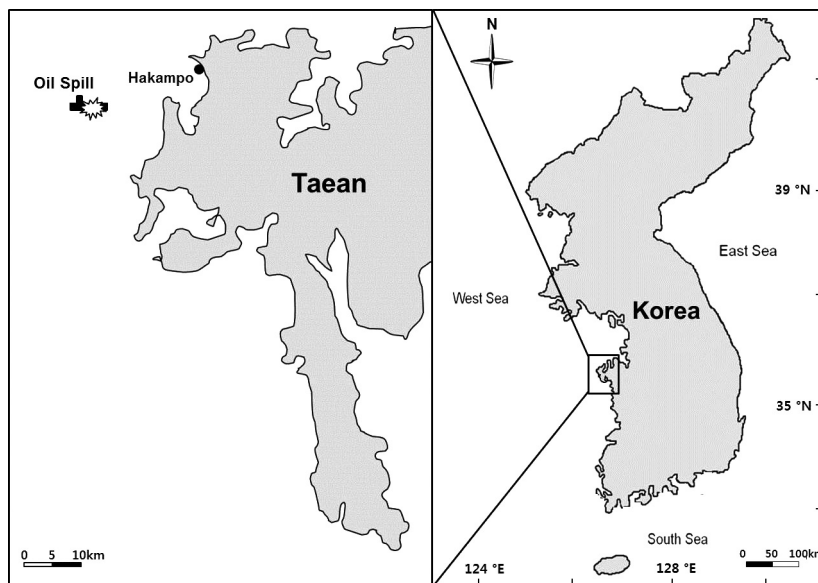 Oil Spill
Hakampo
Taean
0 5 10km
N
39 °N
East Sea
West Sea
Korea
35 °N
South Sea
0 50 100km
124 °E
128 °E